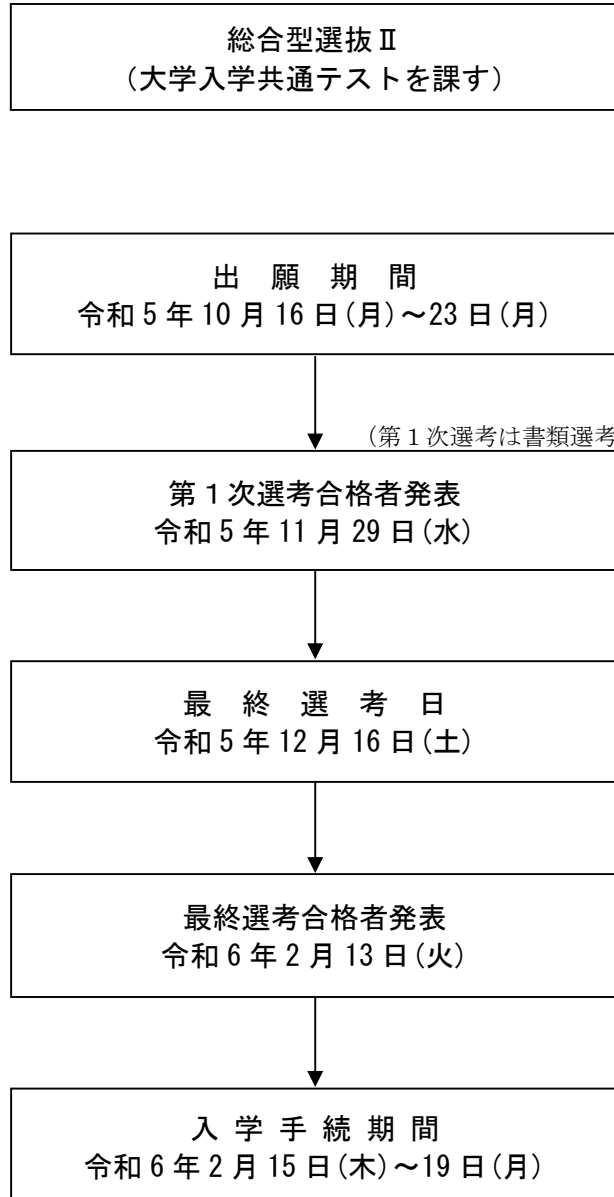 総合型選抜Ⅱ
(大学入学共通テストを課す)
出　願　期　間
令和5年10月16日(月)～23日(月)
(第1次選考は書類選考
第1次選考合格者発表
令和5年11月29日(水)
最　終　選　考　日
令和5年12月16日(土)
最終選考合格者発表
令和6年2月13日(火)
入 学 手 続 期 間
令和6年2月15日(木)～19日(月)